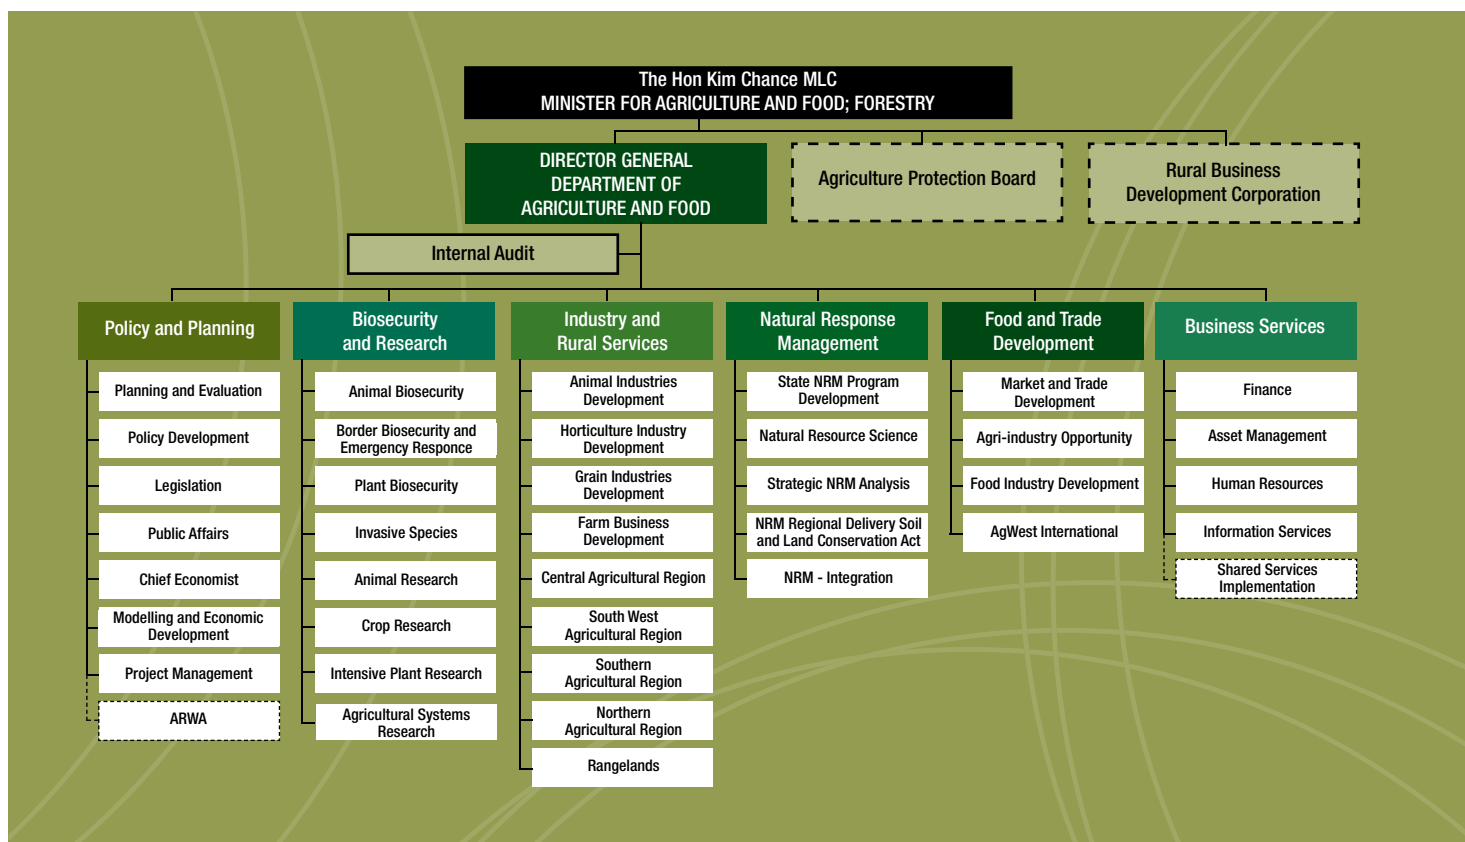 The Hon Kim Chance MLC
MINISTER FOR AGRICULTURE AND FOOD; FORESTRY
DIRECTOR GENERAL
DEPARTMENT OF
AGRICULTURE AND FOOD
Agriculture Protection Board
Rural Business
Development Corporation
Internal Audit
Policy and Planning
Planning and Evaluation
Policy Development
Legislation
Public Affairs
Chief Economist
Modelling and Economic
Development
Project Management
ARWA
Biosecurity
and Research
Animal Biosecurity
Border Biosecurity and
Emergency Responce
Plant Biosecurity
Invasive Species
Animal Research
Crop Research
Intensive Plant Research
Agricultural Systems
Research
Industry and
Rural Services
Animal Industries
Development
Horticulture Industry
Development
Grain Industries
Development
Farm Business
Development
Central Agricultural Region
South West
Agricultural Region
Southern
Agricultural Region
Northern
Agricultural Region
Rangelands
Natural Response
Management
State NRM Program
Development
Natural Resource Science
Strategic NRM Analysis
NRM Regional Delivery Soil
and Land Conservation Act
NRM - Integration
Food and Trade
Development
Market and Trade
Development
Agri-industry Opportunity
Food Industry Development
AgWest International
Business Services
Finance
Asset Management
Human Resources
Information Services
Shared Services
Implementation